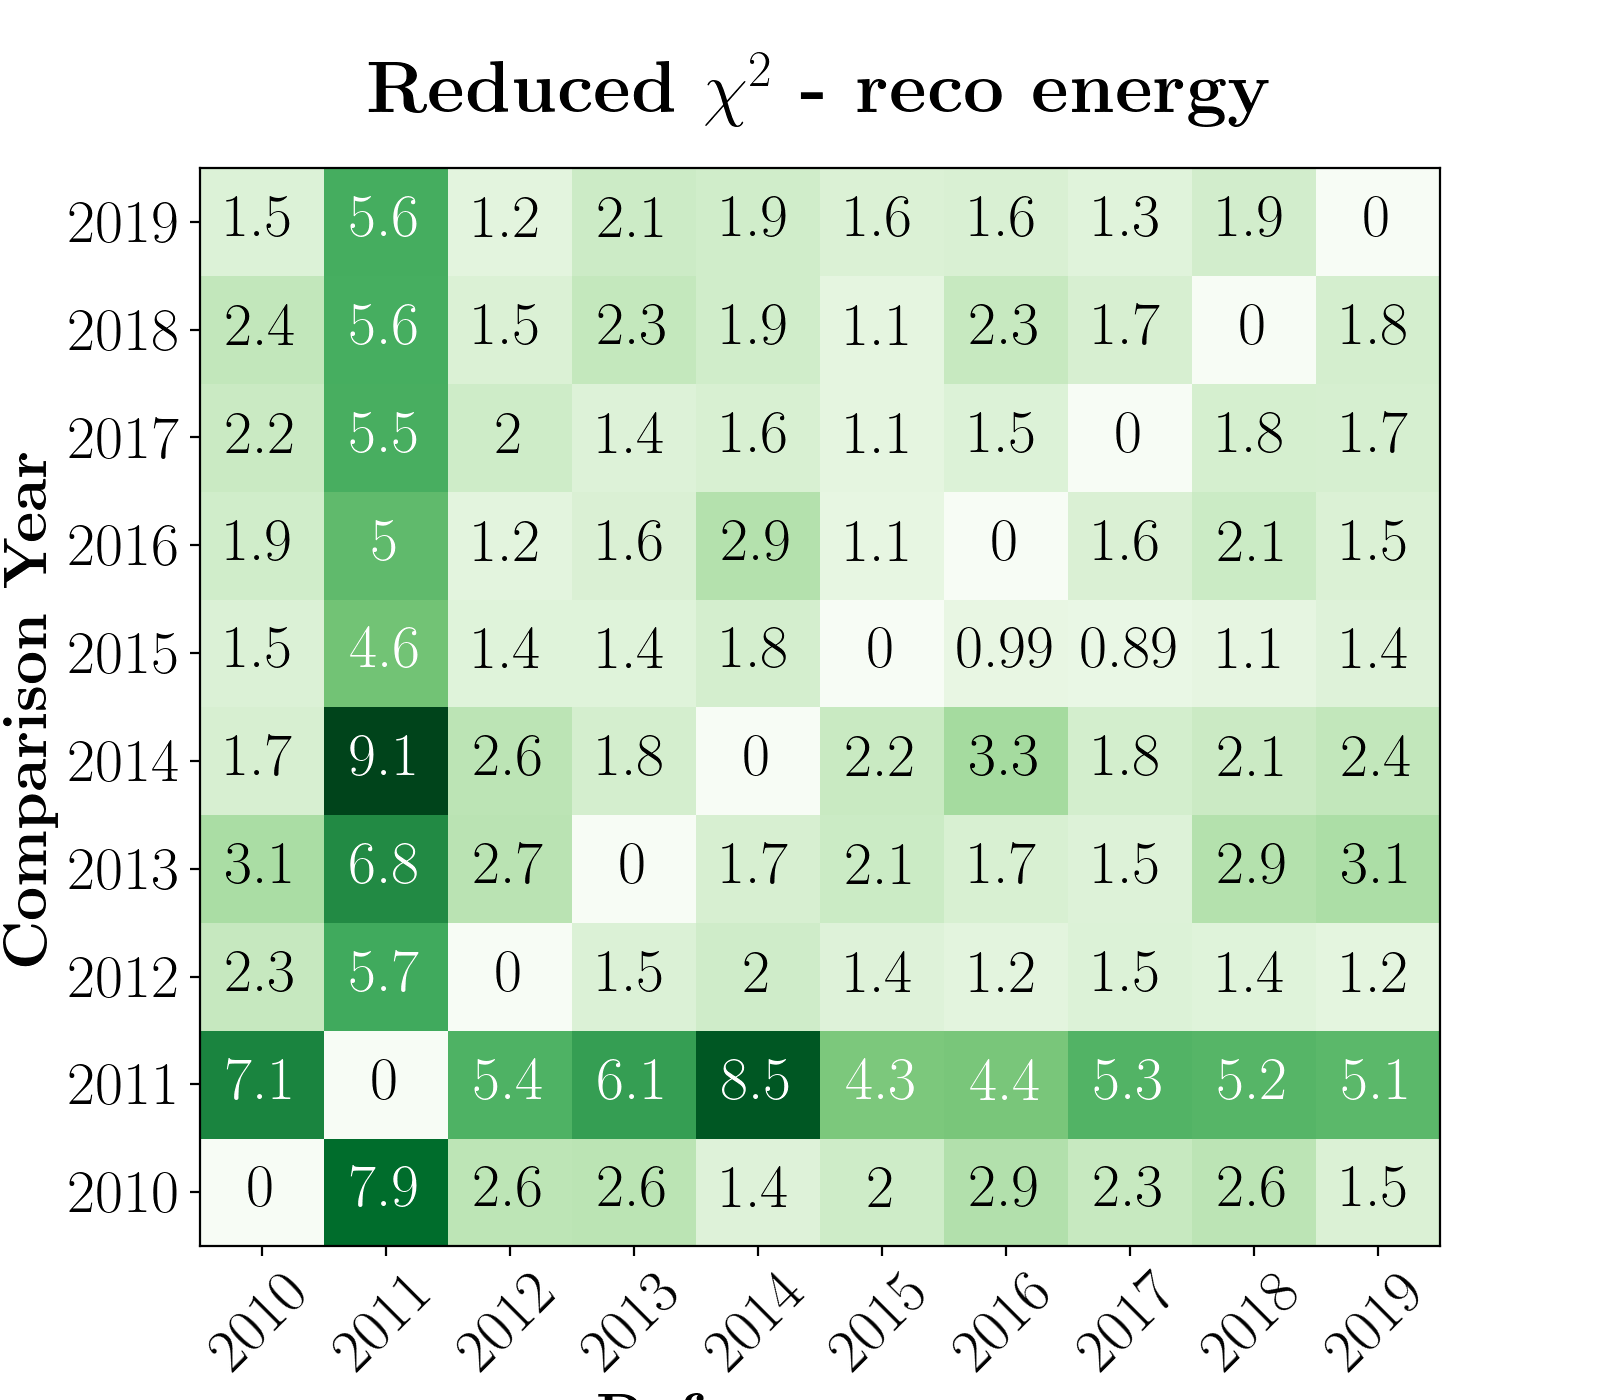 Reduced χ² - reco energy
2019 1.5 5.6 1.2 2.1 1.9 1.6 1.6 1.3 1.9 0
2018 2.4 5.6 1.5 2.3 1.9 1.1 2.3 1.7 0 1.8
2017 2.2 5.5 2 1.4 1.6 1.1 1.5 0 1.8 1.7
2016 1.9 5 1.2 1.6 2.9 1.1 0 1.6 2.1 1.5
2015 1.5 4.6 1.4 1.4 1.8 0 0.99 0.89 1.1 1.4
2014 1.7 9.1 2.6 1.8 0 2.2 3.3 1.8 2.1 2.4
2013 3.1 6.8 2.7 0 1.7 2.1 1.7 1.5 2.9 3.1
2012 2.3 5.7 0 1.5 2 1.4 1.2 1.5 1.4 1.2
2011 7.1 0 5.4 6.1 8.5 4.3 4.4 5.3 5.2 5.1
2010 0 7.9 2.6 2.6 1.4 2 2.9 2.3 2.6 1.5
2010 2011 2012 2013 2014 2015 2016 2017 2018 2019
Comparison Year